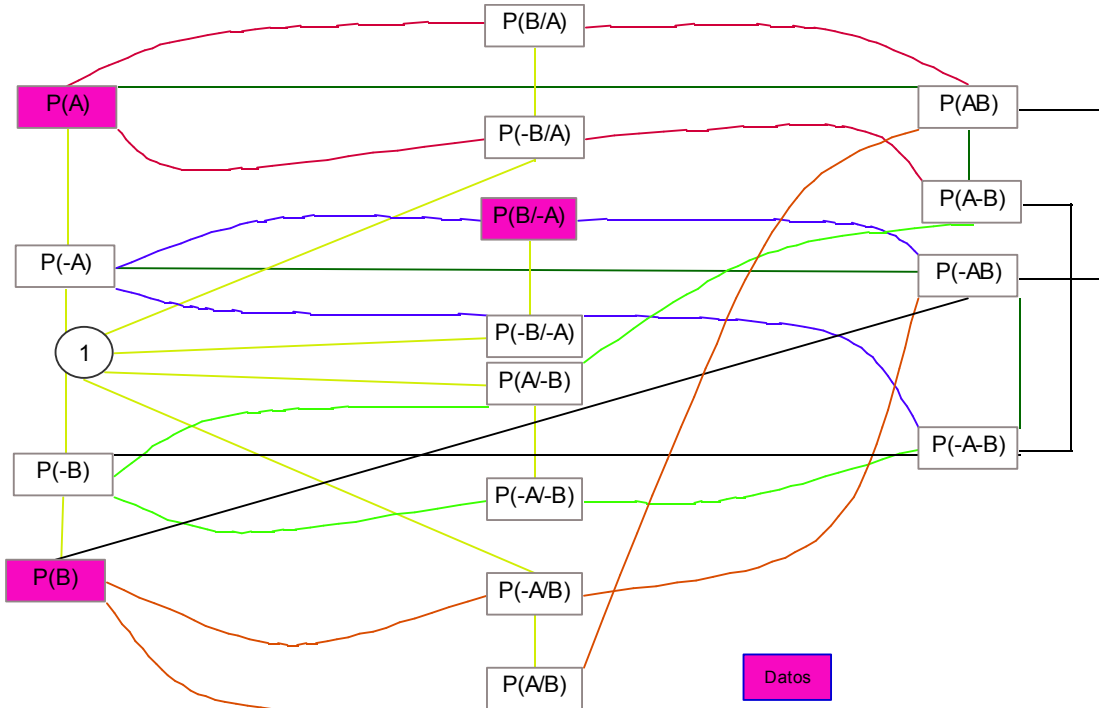 P(B/A)
P(A)
P(AB)
P(-B/A)
P(A-B)
P(B/-A)
P(-A)
P(-AB)
P(-B/-A)
1
P(A/-B)
P(-A-B)
P(-B)
P(-A/-B)
P(B)
P(-A/B)
P(A/B)
Datos